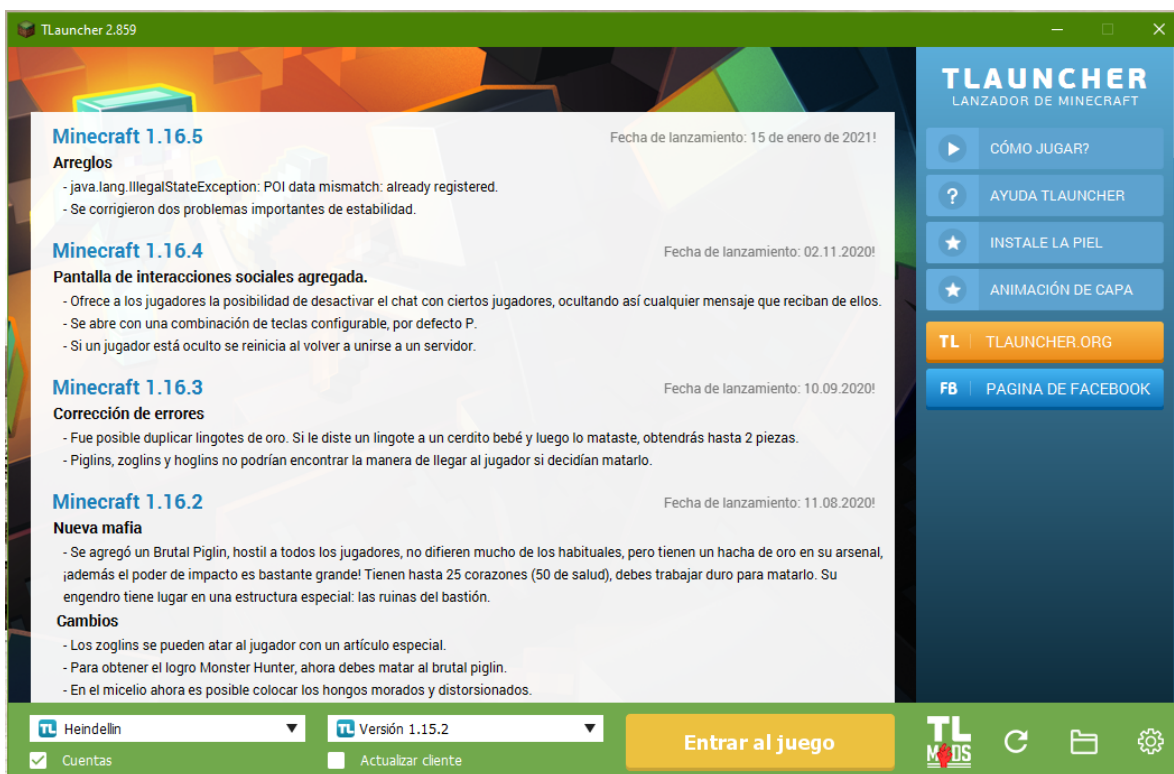 TLauncher 2.859
Minecraft 1.16.5
Fecha de lanzamiento: 15 de enero de 2021!
Arreglos
- java.lang.IllegalStateException: POI data mismatch: already registered.
- Se corrigieron dos problemas importantes de estabilidad.
Minecraft 1.16.4
Fecha de lanzamiento: 02.11.2020!
Pantalla de interacciones sociales agregada.
- Ofrece a los jugadores la posibilidad de desactivar el chat con ciertos jugadores, ocultando así cualquier mensaje que reciban de ellos.
- Se abre con una combinación de teclas configurable, por defecto P.
- Si un jugador está oculto se reinicia al volver a unirse a un servidor.
Minecraft 1.16.3
Fecha de lanzamiento: 10.09.2020!
Corrección de errores
- Fue posible duplicar lingotes de oro. Si le diste un lingote a un cerdito bebé y luego lo mataste, obtendrás hasta 2 piezas.
- Piglins, zoglins y hoglins no podrían encontrar la manera de llegar al jugador si decidían matarlo.
Minecraft 1.16.2
Fecha de lanzamiento: 11.08.2020!
Nueva mafia
- Se agregó un Brutal Piglin, hostil a todos los jugadores, no difieren mucho de los habituales, pero tienen un hacha de oro en su arsenal,
¡además el poder de impacto es bastante grande! Tienen hasta 25 corazones (50 de salud), debes trabajar duro para matarlo. Su
engendro tiene lugar en una estructura especial: las ruinas del bastión.
Cambios
- Los zoglins se pueden atar al jugador con un artículo especial.
- Para obtener el logro Monster Hunter, ahora debes matar al brutal piglin.
- En el micelio ahora es posible colocar los hongos morados y distorsionados.
TLAUNCHER
LANZADOR DE MINECRAFT
CÓMO JUGAR?
? AYUDA TLAUNCHER
INSTALE LA PIEL
ANIMACIÓN DE CAPA
TL | TLAUNCHER.ORG
FB | PAGINA DE FACEBOOK
TL Heindellin
TL Versión 1.15.2
Cuentas
Actualizar cliente
Entrar al juego
TL
MODS